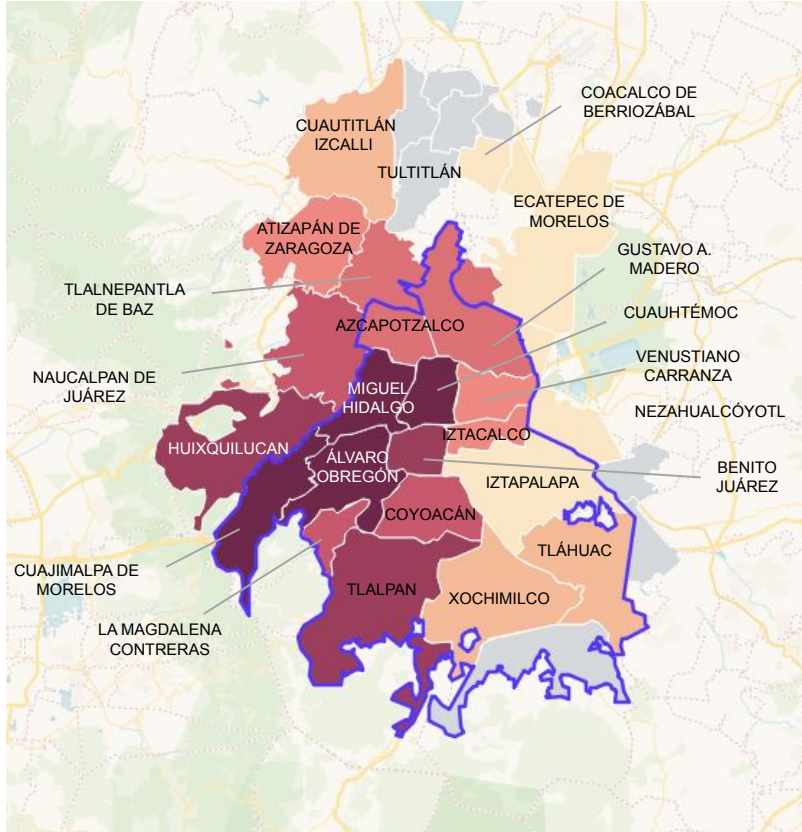 COACALCO DE
BERRIOZÁBAL
CUAUTITLÁN
IZCALLI
TULTITLÁN
ECATEPEC DE
MORELOS
ATIZAPÁN DE
ZARAGOZA
GUSTAVO A.
MADERO
TLALNEPANTLA
DE BAZ
CUAUHTÉMOC
AZCAPOTZALCO
VENUSTIANO
CARRANZA
NAUCALPAN DE
JUÁREZ
MIGUEL
HIDALGO
NEZAHUALCÓYOTL
IZTACALCO
HUIXQUILUCAN
ÁLVARO
OBREGÓN
BENITO
JUÁREZ
IZTAPALAPA
COYOACÁN
TLÁHUAC
CUAJIMALPA DE
MORELOS
TLALPAN
XOCHIMILCO
LA MAGDALENA
CONTRERAS